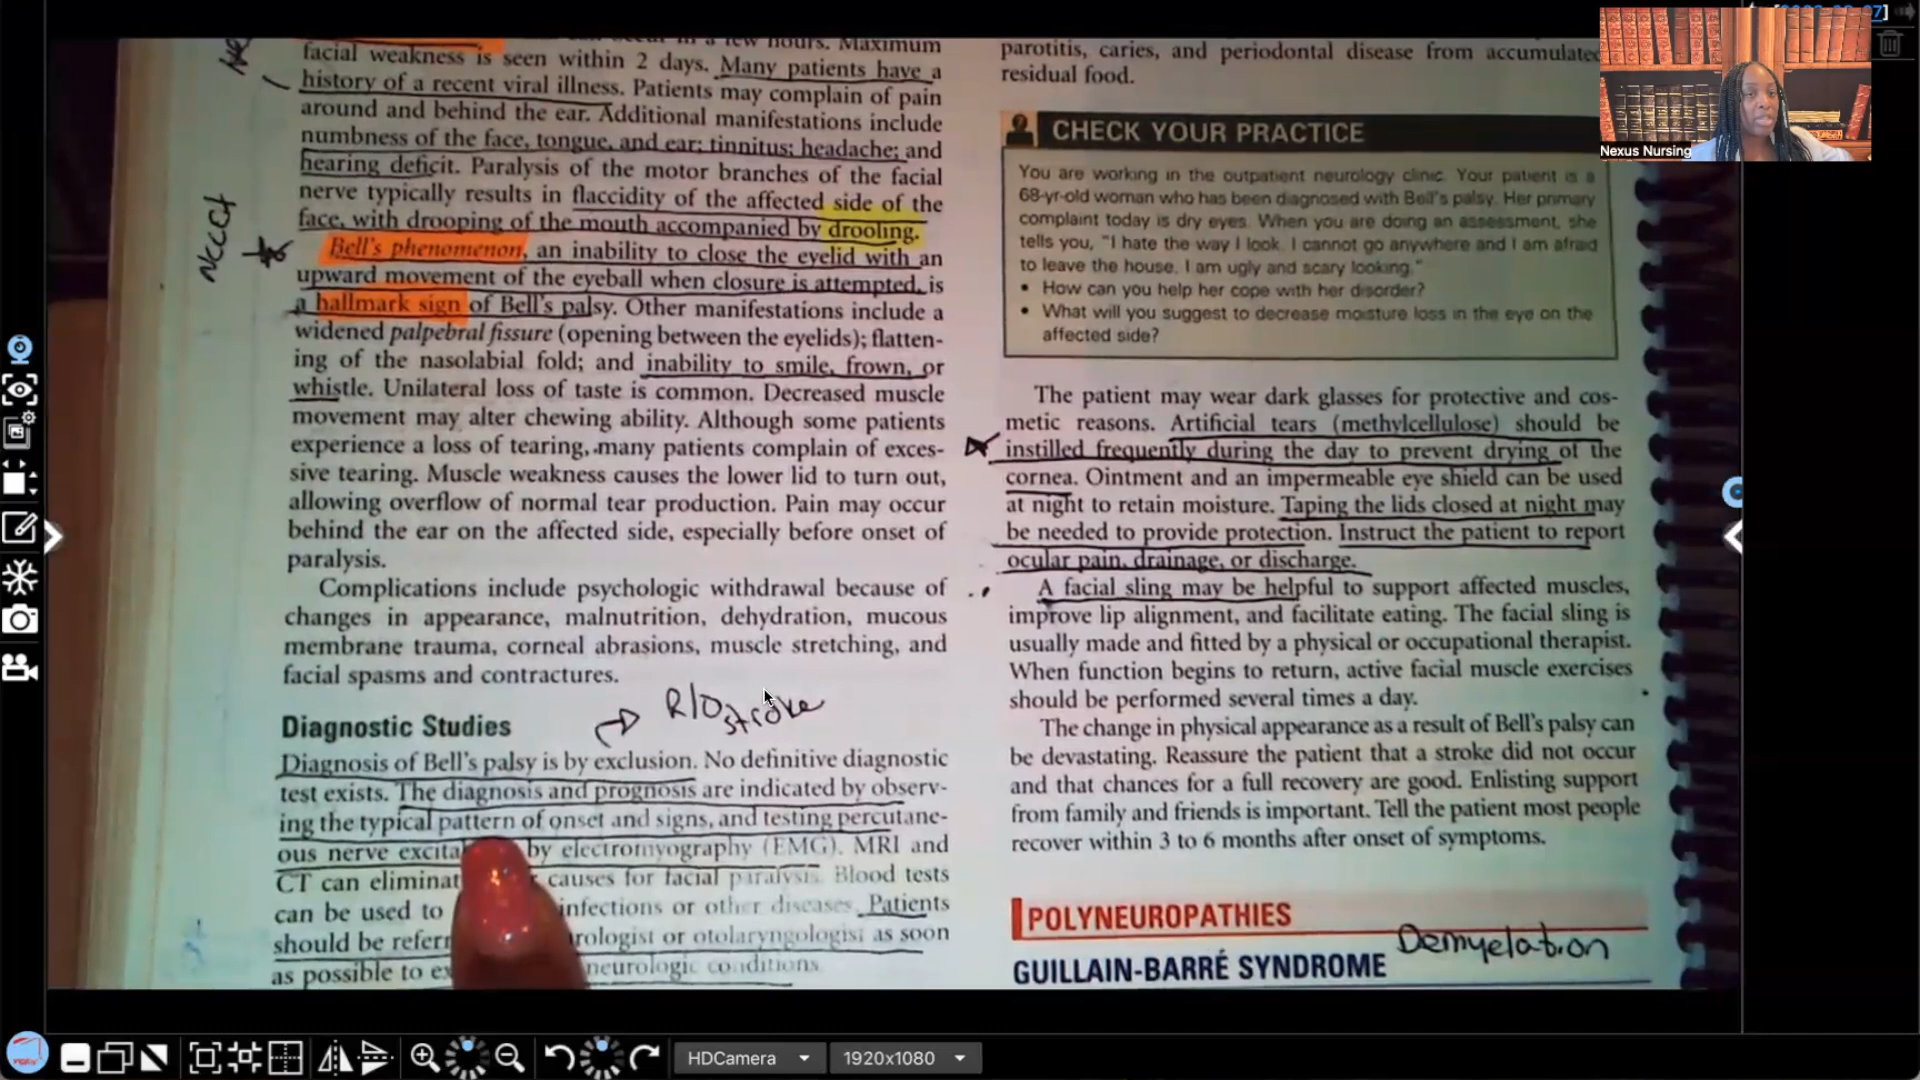 facial weakness is seen within 2 days. Many patients have a
history of a recent viral illness. Patients may complain of pain
around and behind the ear. Additional manifestations include
numbness of the face, tongue, and ear; tinnitus; headache; and
hearing deficit. Paralysis of the motor branches of the facial
nerve typically results in flaccidity of the affected side of the
face, with drooping of the mouth accompanied by drooling.
Bell's phenomenon, an inability to close the eyelid with an
upward movement of the eyeball when closure is attempted, is
a hallmark sign of Bell's palsy. Other manifestations include a
widened palpebral fissure (opening between the eyelids); flatten-
ing of the nasolabial fold; and inability to smile, frown, or
whistle. Unilateral loss of taste is common. Decreased muscle
movement may alter chewing ability. Although some patients
experience a loss of tearing, many patients complain of exces-
sive tearing. Muscle weakness causes the lower lid to turn out,
allowing overflow of normal tear production. Pain may occur
behind the ear on the affected side, especially before onset of
paralysis.
Complications include psychologic withdrawal because of
changes in appearance, malnutrition, dehydration, mucous
membrane trauma, corneal abrasions, muscle stretching, and
facial spasms and contractures.
R/O stroke
Diagnostic Studies
Diagnosis of Bell's palsy is by exclusion. No definitive diagnostic
test exists. The diagnosis and prognosis are indicated by observ-
ing the typical pattern of onset and signs, and testing percutane-
ous nerve by electromyography (EMG). MRI and
CT can causes for facial paralysis. Blood tests
can be used to infections or other diseases. Patients
should be or otolaryngologist as soon
as possible to neurologic conditions.
parotitis, caries, and periodontal disease from accumulated
residual food.
CHECK YOUR PRACTICE
You are working in the outpatient neurology clinic. Your patient is a
68-yr-old woman who has been diagnosed with Bell's palsy. Her primary
complaint today is dry eyes. When you are doing an assessment, she
tells you, "I hate the way I look. I cannot go anywhere and I am afraid
to leave the house. I am ugly and scary looking."
• How can you help her cope with her disorder?
• What will you suggest to decrease moisture loss in the eye on the
affected side?
The patient may wear dark glasses for protective and cos-
metic reasons. Artificial tears (methylcellulose) should be
instilled frequently during the day to prevent drying of the
cornea. Ointment and an impermeable eye shield can be used
at night to retain moisture. Taping the lids closed at night may
be needed to provide protection. Instruct the patient to report
ocular pain, drainage, or discharge.
A facial sling may be helpful to support affected muscles,
improve lip alignment, and facilitate eating. The facial sling is
usually made and fitted by a physical or occupational therapist.
When function begins to return, active facial muscle exercises
should be performed several times a day.
The change in physical appearance as a result of Bell's palsy can
be devastating. Reassure the patient that a stroke did not occur
and that chances for a full recovery are good. Enlisting support
from family and friends is important. Tell the patient most people
recover within 3 to 6 months after onset of symptoms.
POLYNEUROPATHIES
GUILLAIN-BARRÉ SYNDROME Demyelation
Nexus Nursing
HDCamera
1920x1080